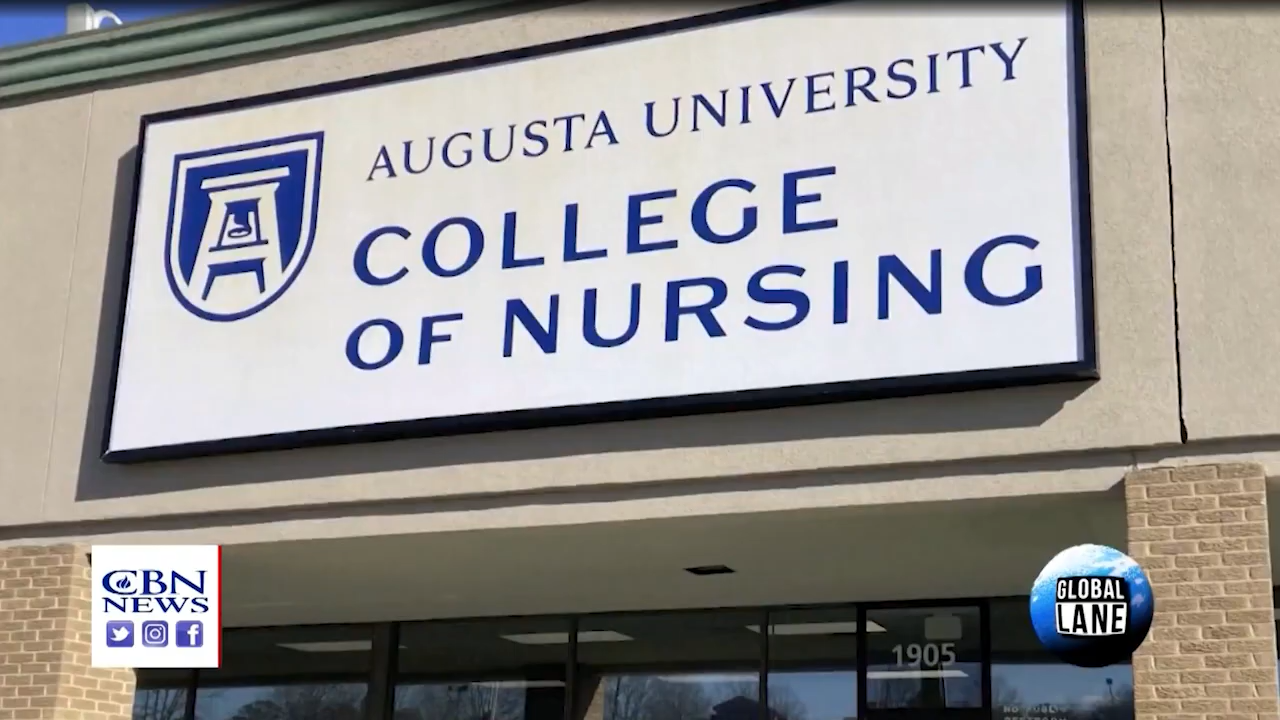 AUGUSTA UNIVERSITY
COLLEGE
OF NURSING
1905
CBN
NEWS
GLOBAL
LANE